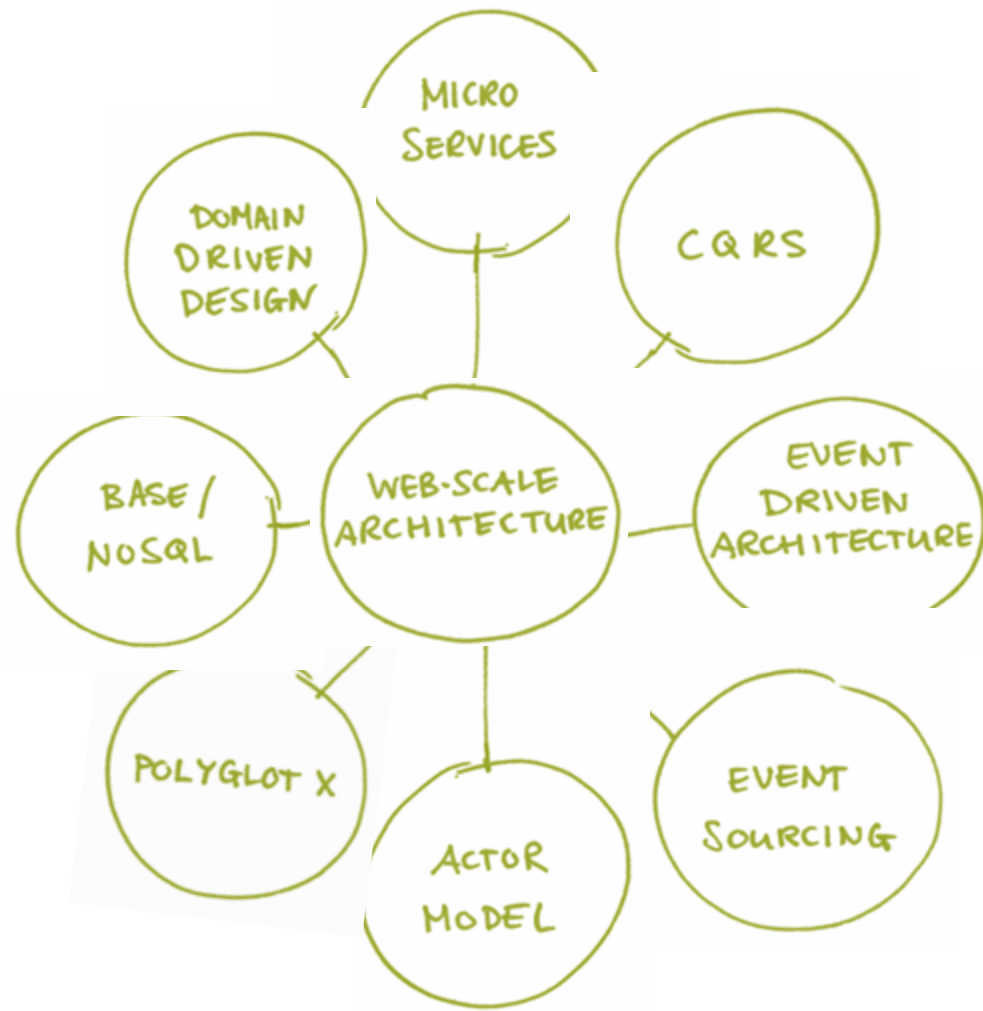 MICRO
SERVICES
DOMAIN
DRIVEN
DESIGN
CQRS
BASE/
NOSQL
WEB-SCALE
ARCHITECTURE
EVENT
DRIVEN
ARCHITECTURE
POLYGLOT X
ACTOR
MODEL
EVENT
SOURCING